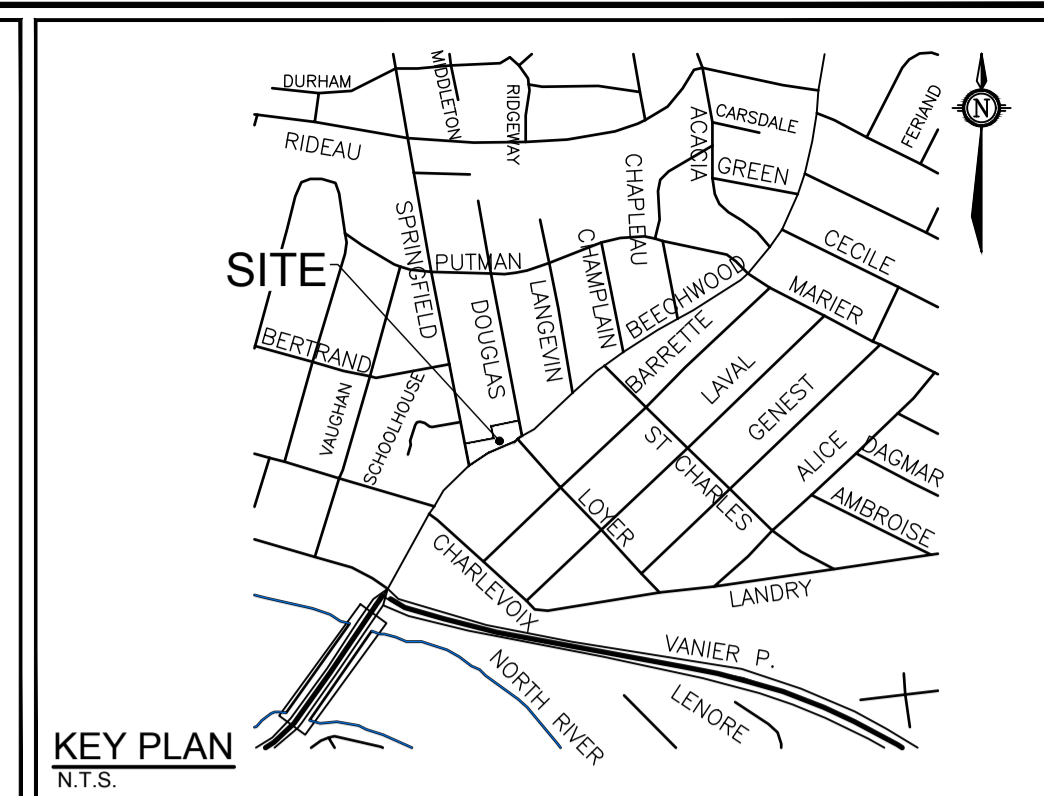 DURHAM
MIDDLETON
RIDGEWAY
RIDEAU
ACACIA
CARSDALE
GREEN
FERIAND
N
SITE
SPRINGFIELD
PUTMAN
DOUGLAS
LANGEVIN
CHAMPLAIN
CHAPLEAU
BEECHWOOD
CECILE
MARIER
BERTRAND
VAUGHAN
SCHOOLHOUSE
BARRETTE
LAVAL
GENEST
ALICE
DAGMAR
AMBROISE
ST CHARLES
LOYER
CHARLEVOIX
LANDRY
VANIER P.
NORTH RIVER
LENORE
KEY PLAN
N.T.S.